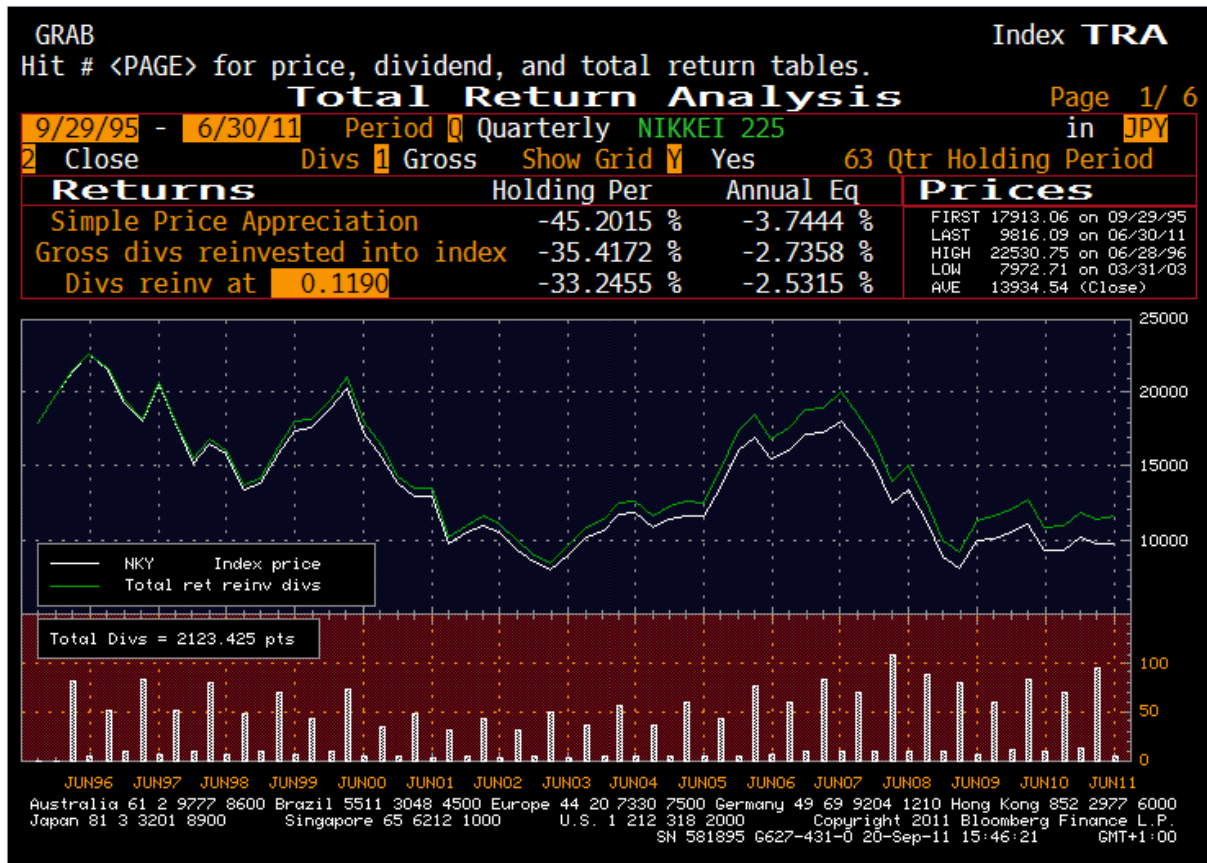 GRAB Index TRA
Hit # <PAGE> for price, dividend, and total return tables.
Total Return Analysis Page 1/ 6
9/29/95 - 6/30/11 Period Q Quarterly NIKKEI 225 in JPY
2 Close Divs 1 Gross Show Grid Y Yes 63 Qtr Holding Period
Returns Holding Per Annual Eq Prices
Simple Price Appreciation -45.2015 % -3.7444 %
Gross divs reinvested into index -35.4172 % -2.7358 %
Divs reinv at 0.1190 -33.2455 % -2.5315 %
FIRST 17913.06 on 09/29/95
LAST 9816.09 on 06/30/11
HIGH 22530.75 on 06/28/96
LOW 7972.71 on 03/31/03
AVE 13934.54 (Close)
25000
20000
15000
10000
NKY Index price
Total ret reinv divs
Total Divs = 2123.425 pts
100
50
0
JUN96 JUN97 JUN98 JUN99 JUN00 JUN01 JUN02 JUN03 JUN04 JUN05 JUN06 JUN07 JUN08 JUN09 JUN10 JUN11
Australia 61 2 9777 8600 Brazil 5511 3048 4500 Europe 44 20 7330 7500 Germany 49 69 9204 1210 Hong Kong 852 2977 6000
Japan 81 3 3201 8900 Singapore 65 6212 1000 U.S. 1 212 318 2000 Copyright 2011 Bloomberg Finance L.P.
SN 581895 G627-431-0 20-Sep-11 15:46:21 GMT+1:00